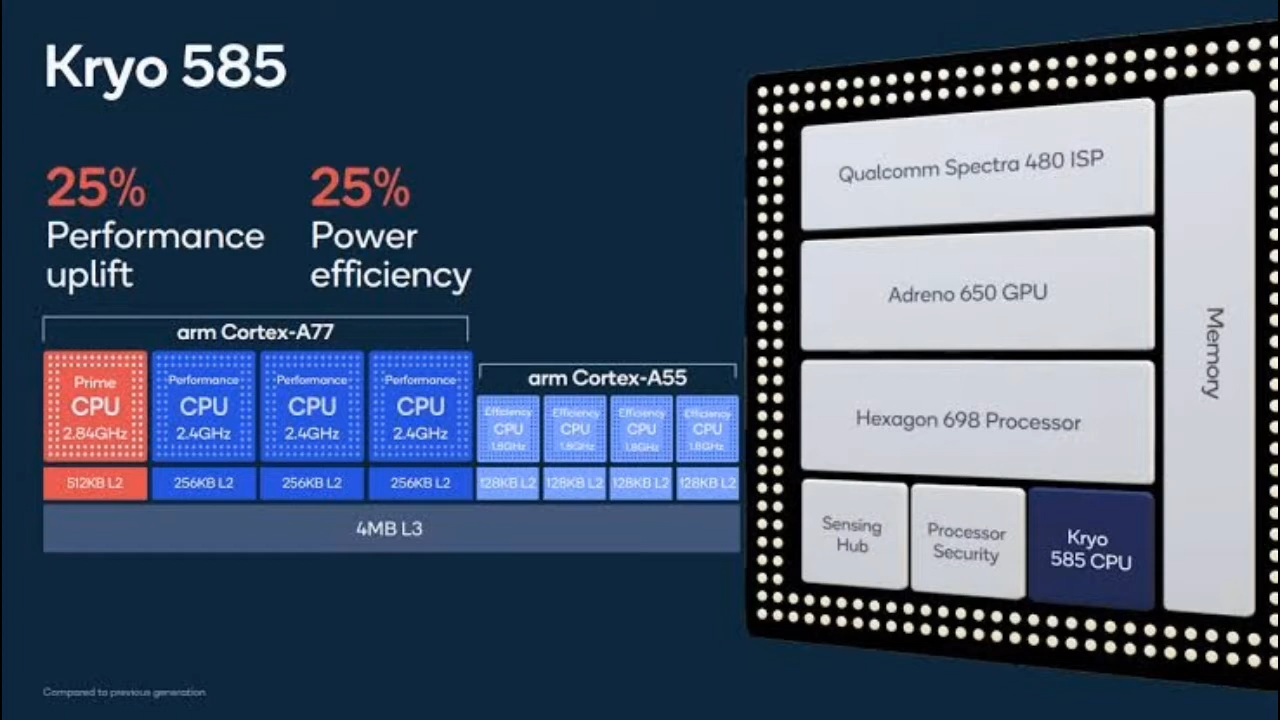 Kryo 585
25%
Performance
uplift
25%
Power
efficiency
arm Cortex-A77
Prime
CPU
2.84GHz
Performance
CPU
2.4GHz
Performance
CPU
2.4GHz
Performance
CPU
2.4GHz
arm Cortex-A55
Efficiency
CPU
1.8GHz
Efficiency
CPU
1.8GHz
Efficiency
CPU
1.8GHz
Efficiency
CPU
1.8GHz
512KB L2
256KB L2
256KB L2
256KB L2
128KB L2
128KB L2
128KB L2
128KB L2
4MB L3
Compared to previous generation
Qualcomm Spectra 480 ISP
Adreno 650 GPU
Hexagon 698 Processor
Sensing
Hub
Processor
Security
Kryo
585 CPU
Memory